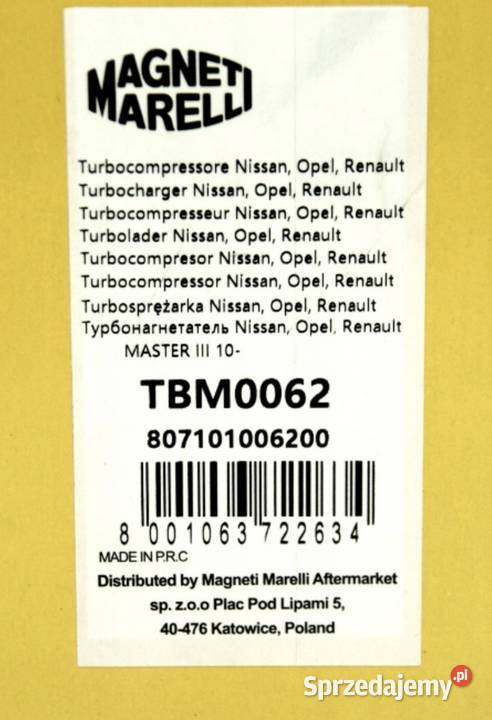 MAGNETI
MARELLI
Turbocompressore Nissan, Opel, Renault
Turbocharger Nissan, Opel, Renault
Turbocompresseur Nissan, Opel, Renault
Turbolader Nissan, Opel, Renault
Turbocompresor Nissan, Opel, Renault
Turbocompressor Nissan, Opel, Renault
Turbosprężarka Nissan, Opel, Renault
Турбонагнетатель Nissan, Opel, Renault
MASTER III 10-
TBM0062
807101006200
8 001063 722634
MADE IN P.R.C
Distributed by Magneti Marelli Aftermarket
sp. z.o.o Plac Pod Lipami 5,
40-476 Katowice, Poland
Sprzedajemy.pl